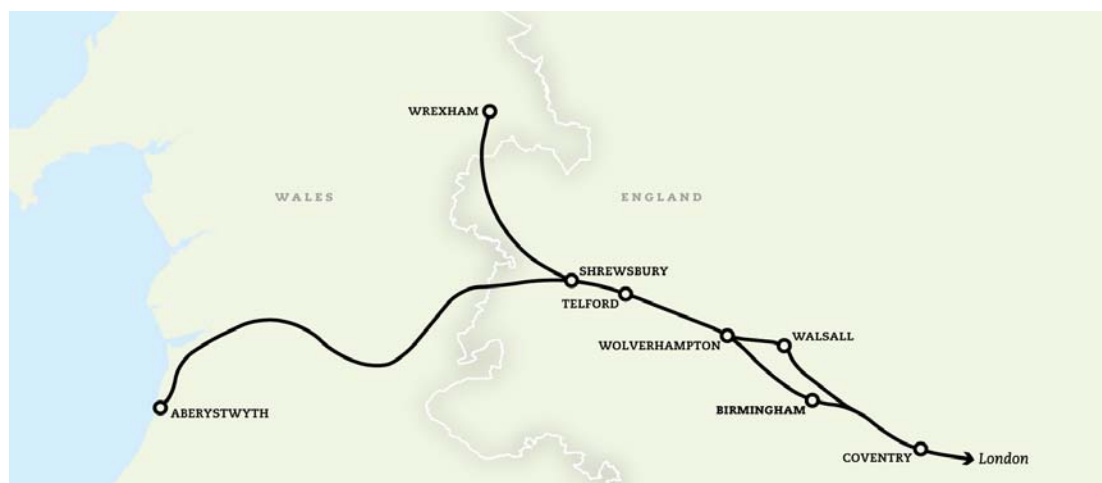 WREXHAM
WALES
ENGLAND
SHREWSBURY
TELFORD
WOLVERHAMPTON
WALSALL
BIRMINGHAM
ABERYSTWYTH
COVENTRY
London